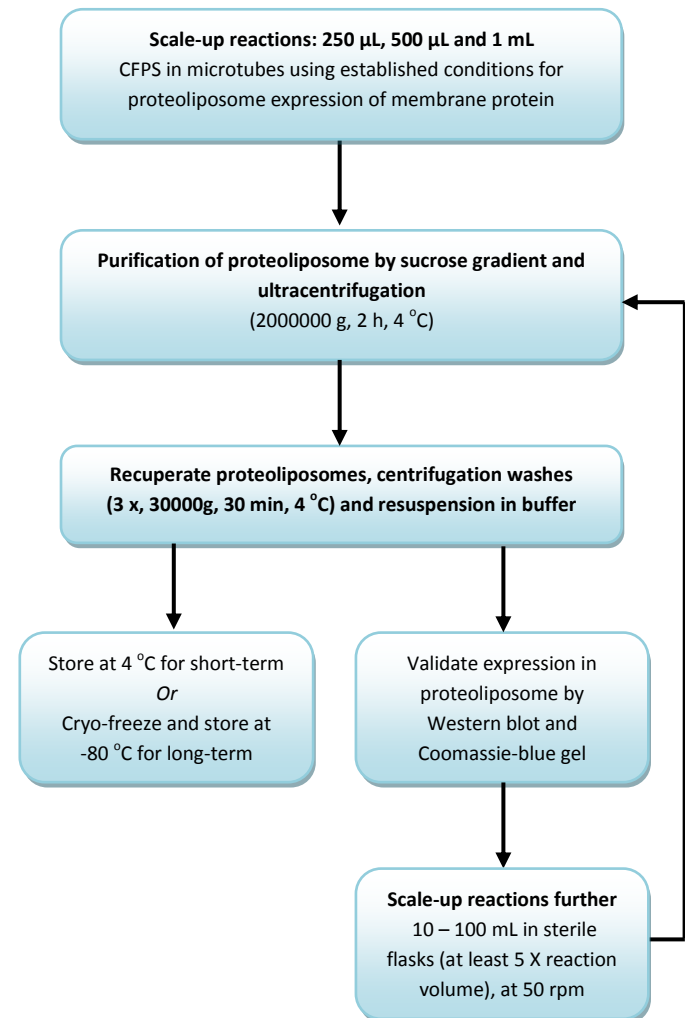 Scale-up reactions: 250 µL, 500 µL and 1 mL
CFPS in microtubes using established conditions for
proteoliposome expression of membrane protein
Purification of proteoliposome by sucrose gradient and
ultracentrifugation
(2000000 g, 2 h, 4 °C)
Recuperate proteoliposomes, centrifugation washes
(3 x, 30000g, 30 min, 4 °C) and resuspension in buffer
Store at 4 °C for short-term
Or
Cryo-freeze and store at
-80 °C for long-term
Validate expression in
proteoliposome by
Western blot and
Coomassie-blue gel
Scale-up reactions further
10 – 100 mL in sterile
flasks (at least 5 X reaction
volume), at 50 rpm